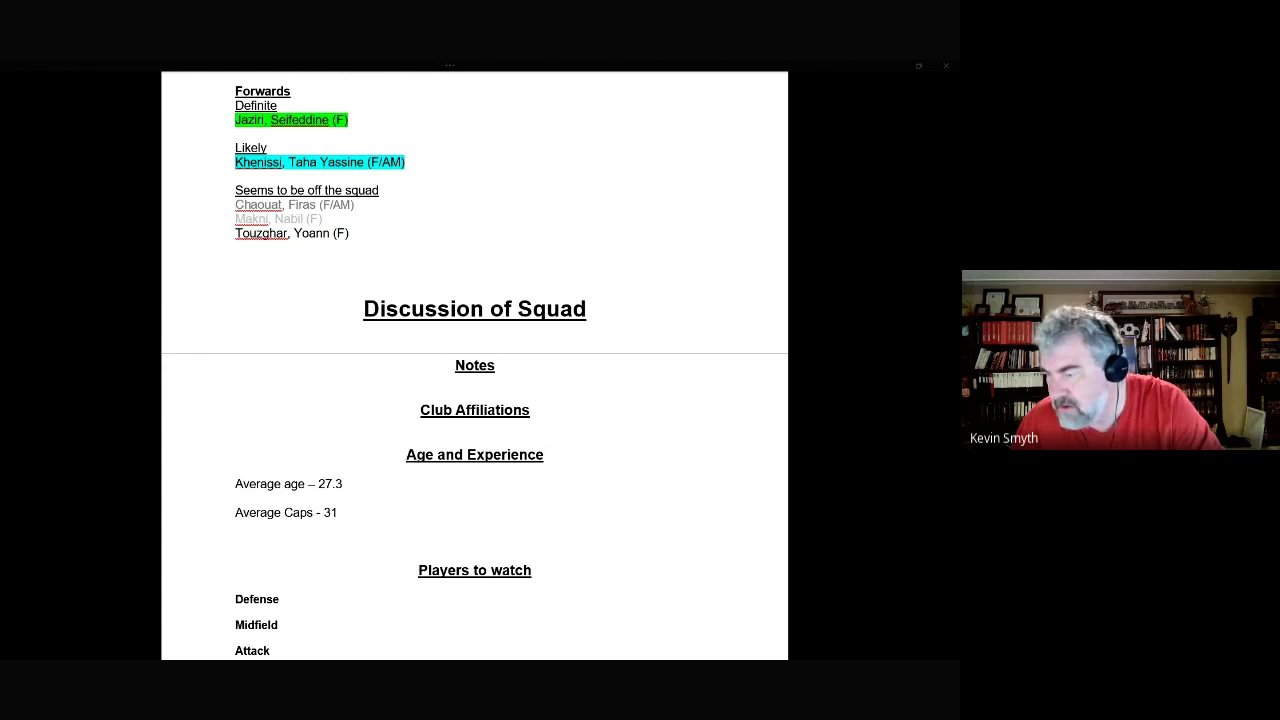 Forwards
Definite
Jaziri, Seifeddine (F)
Likely
Khenissi, Taha Yassine (F/AM)
Seems to be off the squad
Chaouat, Firas (F/AM)
Makni, Nabil (F)
Touzghar, Yoann (F)
Discussion of Squad
Notes
Club Affiliations
Age and Experience
Average age – 27.3
Average Caps - 31
Players to watch
Defense
Midfield
Attack
Kevin Smyth